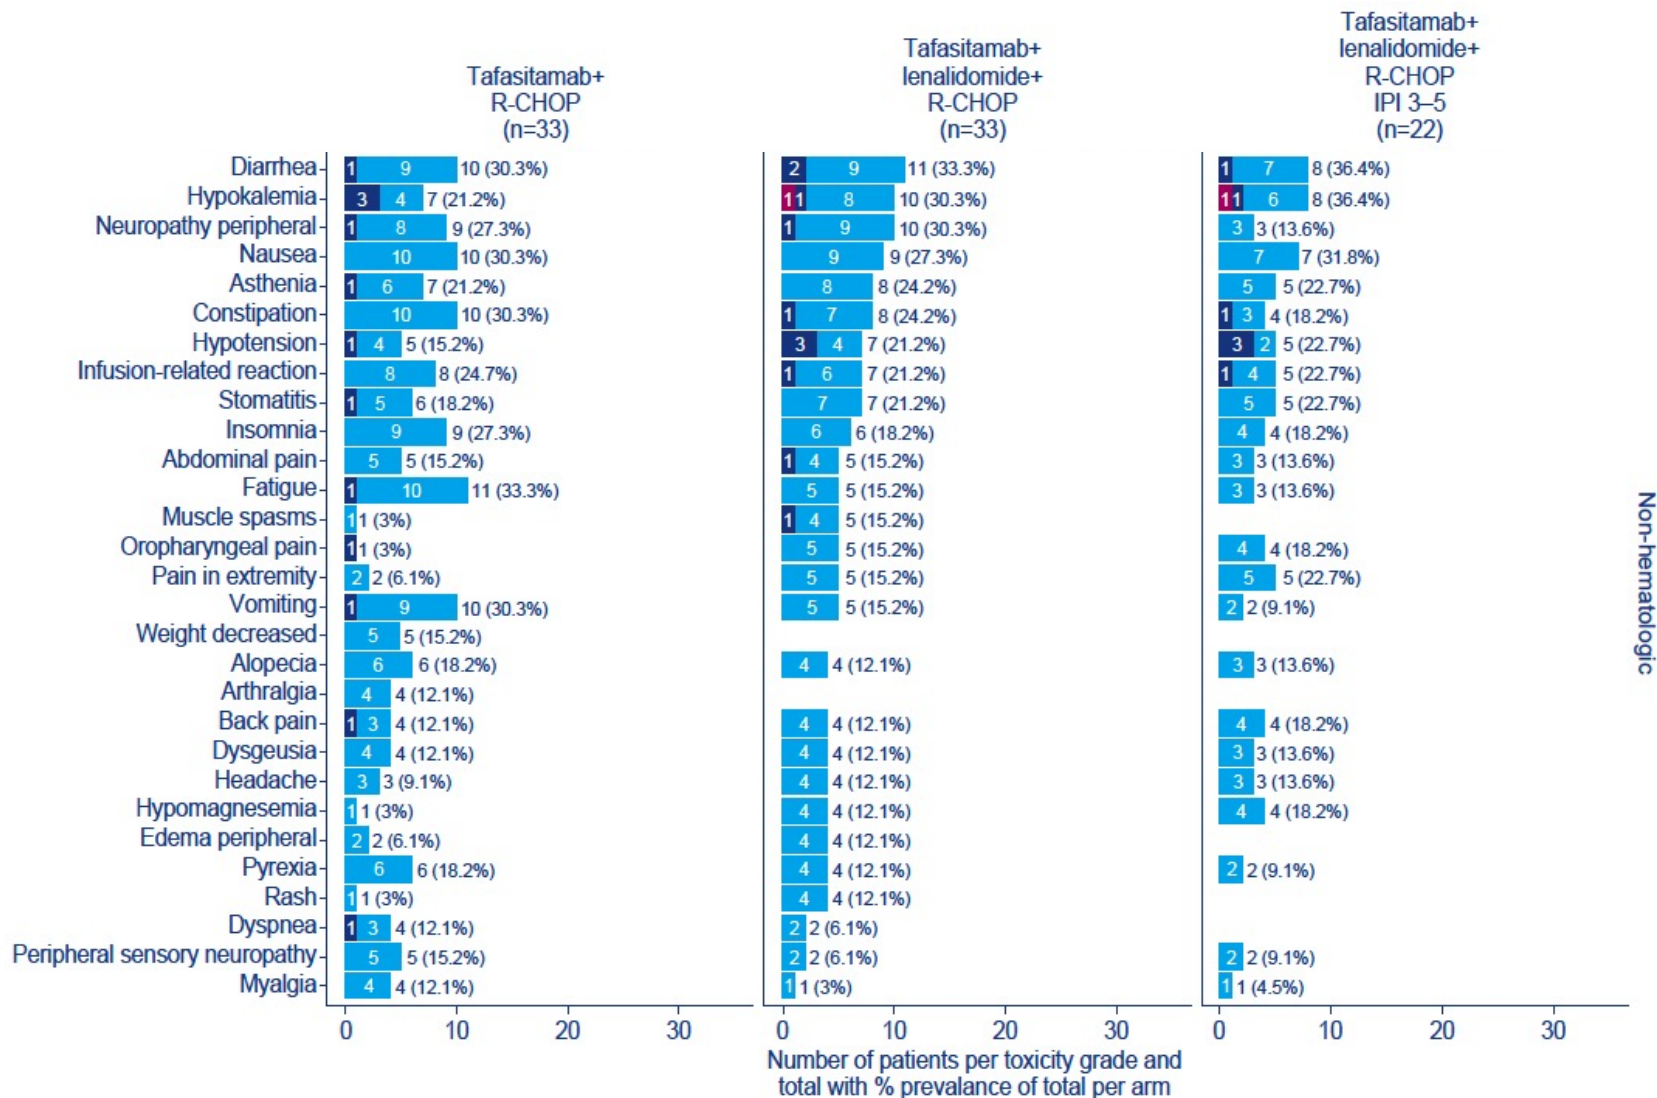 Tafasitamab+
R-CHOP
(n=33)
Tafasitamab+
lenalidomide+
R-CHOP
(n=33)
Tafasitamab+
lenalidomide+
R-CHOP
IPI 3–5
(n=22)
Diarrhea 1 9 10 (30.3%) 2 9 11 (33.3%) 1 7 8 (36.4%)
Hypokalemia 3 4 7 (21.2%) 1 1 8 10 (30.3%) 1 1 6 8 (36.4%)
Neuropathy peripheral 1 8 9 (27.3%) 1 9 10 (30.3%) 3 3 (13.6%)
Nausea 10 10 (30.3%) 9 9 (27.3%) 7 7 (31.8%)
Asthenia 1 6 7 (21.2%) 8 8 (24.2%) 5 5 (22.7%)
Constipation 10 10 (30.3%) 1 7 8 (24.2%) 1 3 4 (18.2%)
Hypotension 1 4 5 (15.2%) 3 4 7 (21.2%) 3 2 5 (22.7%)
Infusion-related reaction 8 8 (24.7%) 1 6 7 (21.2%) 1 4 5 (22.7%)
Stomatitis 1 5 6 (18.2%) 7 7 (21.2%) 5 5 (22.7%)
Insomnia 9 9 (27.3%) 6 6 (18.2%) 4 4 (18.2%)
Abdominal pain 5 5 (15.2%) 1 4 5 (15.2%) 3 3 (13.6%)
Fatigue 1 10 11 (33.3%) 5 5 (15.2%) 3 3 (13.6%)
Muscle spasms 1 1 (3%) 1 4 5 (15.2%)
Oropharyngeal pain 1 1 (3%) 5 5 (15.2%) 4 4 (18.2%)
Pain in extremity 2 2 (6.1%) 5 5 (15.2%) 5 5 (22.7%)
Vomiting 1 9 10 (30.3%) 5 5 (15.2%) 2 2 (9.1%)
Weight decreased 5 5 (15.2%)
Alopecia 6 6 (18.2%) 4 4 (12.1%) 3 3 (13.6%)
Arthralgia 4 4 (12.1%)
Back pain 1 3 4 (12.1%) 4 4 (12.1%) 4 4 (18.2%)
Dysgeusia 4 4 (12.1%) 4 4 (12.1%) 3 3 (13.6%)
Headache 3 3 (9.1%) 4 4 (12.1%) 3 3 (13.6%)
Hypomagnesemia 1 1 (3%) 4 4 (12.1%) 4 4 (18.2%)
Edema peripheral 2 2 (6.1%) 4 4 (12.1%)
Pyrexia 6 6 (18.2%) 4 4 (12.1%) 2 2 (9.1%)
Rash 1 1 (3%) 4 4 (12.1%)
Dyspnea 1 3 4 (12.1%) 2 2 (6.1%)
Peripheral sensory neuropathy 5 5 (15.2%) 2 2 (6.1%) 2 2 (9.1%)
Myalgia 4 4 (12.1%) 1 1 (3%) 1 1 (4.5%)
Non-hematologic
0 10 20 30 0 10 20 30 0 10 20 30
Number of patients per toxicity grade and
total with % prevalance of total per arm